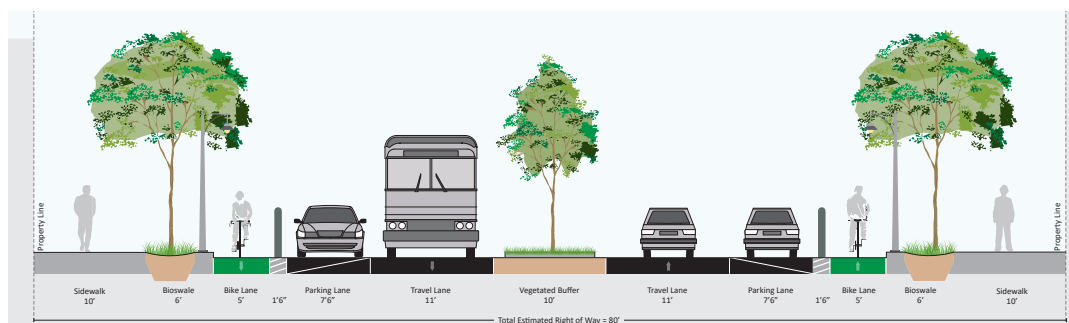 Property Line
Property Line
Sidewalk
10'
Bioswale
6'
Bike Lane
5'
1'6"
Parking Lane
7'6"
Travel Lane
11'
Vegetated Buffer
10'
Travel Lane
11'
Parking Lane
7'6"
1'6"
Bike Lane
5'
Bioswale
6'
Sidewalk
10'
Total Estimated Right of Way = 80'